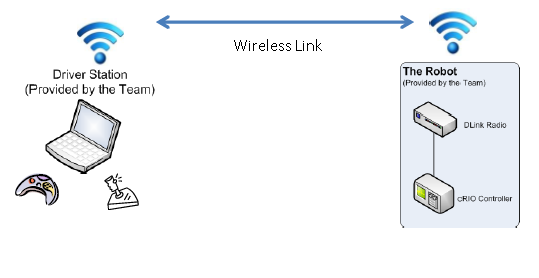 Wireless Link
Driver Station
(Provided by the Team)
The Robot
(Provided by the Team)
DLink Radio
cRIO Controller